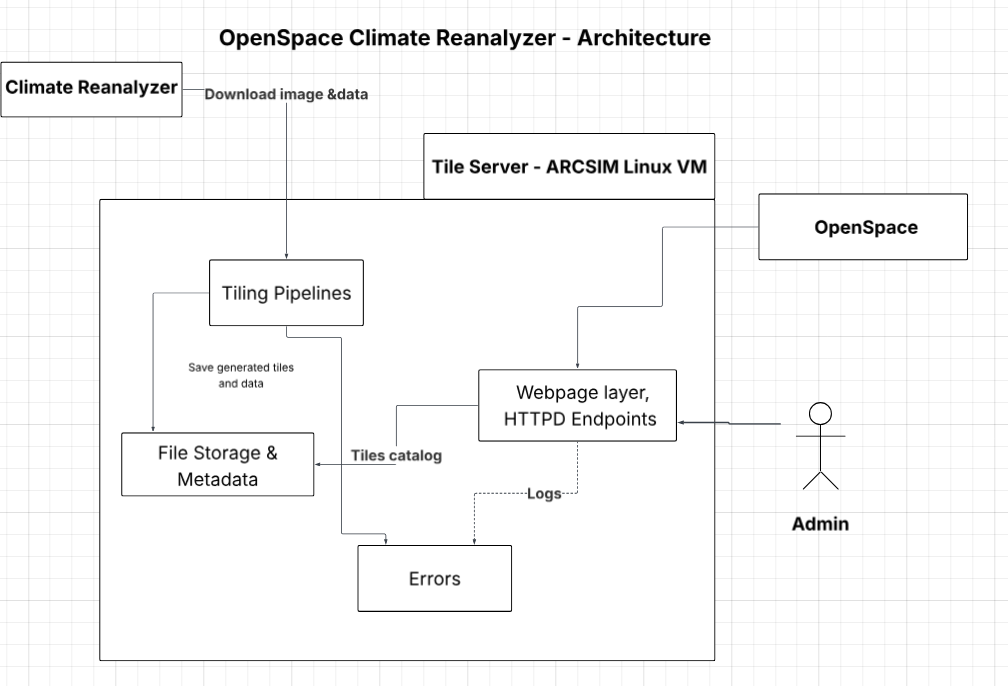 OpenSpace Climate Reanalyzer - Architecture
Climate Reanalyzer
Download image &data
Tile Server - ARCSIM Linux VM
OpenSpace
Tiling Pipelines
Save generated tiles
and data
Webpage layer,
HTTPD Endpoints
File Storage &
Metadata
Tiles catalog
Logs
Admin
Errors